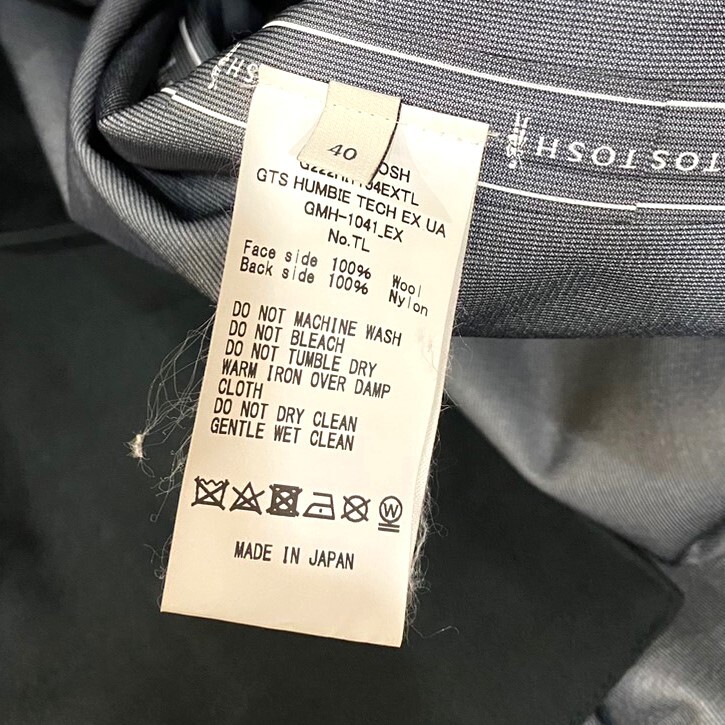 TOSTOSH
40
OSH
GTS HUMBIE TECH EX UA
GMH-1041_EX
No.TL
Face side 100% Wool
Back side 100% Nylon
DO NOT MACHINE WASH
DO NOT BLEACH
DO NOT TUMBLE DRY
WARM IRON OVER DAMP
CLOTH
DO NOT DRY CLEAN
GENTLE WET CLEAN
W
MADE IN JAPAN